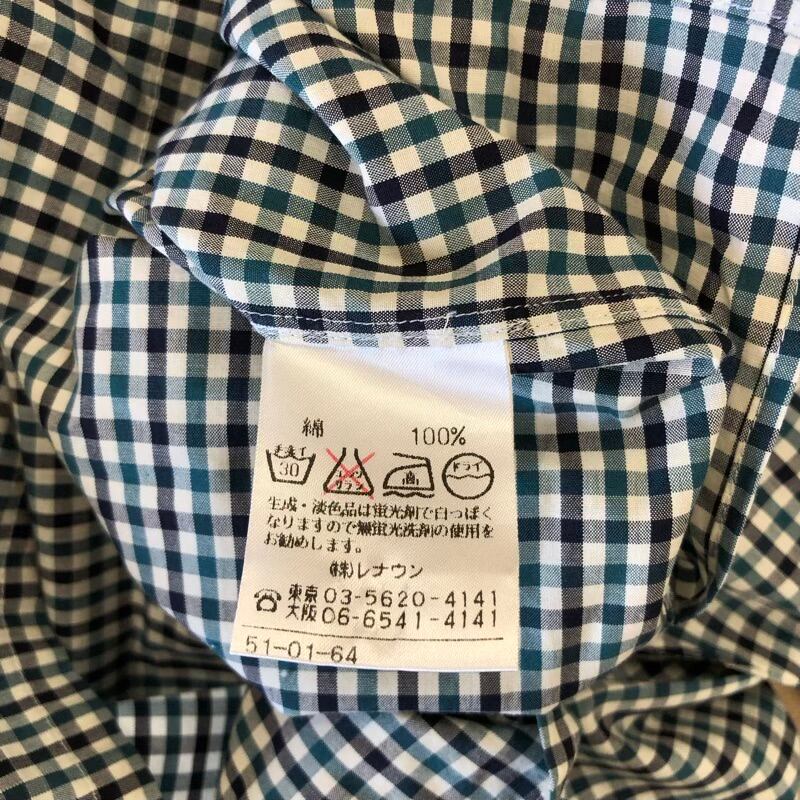 綿 100%
手洗イ 30 エンソサラシ 高 ドライ
生成・淡色品は蛍光剤で白っぽく
なりますので無蛍光洗剤の使用を
お勧めします。
㈱レナウン
☎ 東京 03-5620-4141
大阪 06-6541-4141
51-01-64